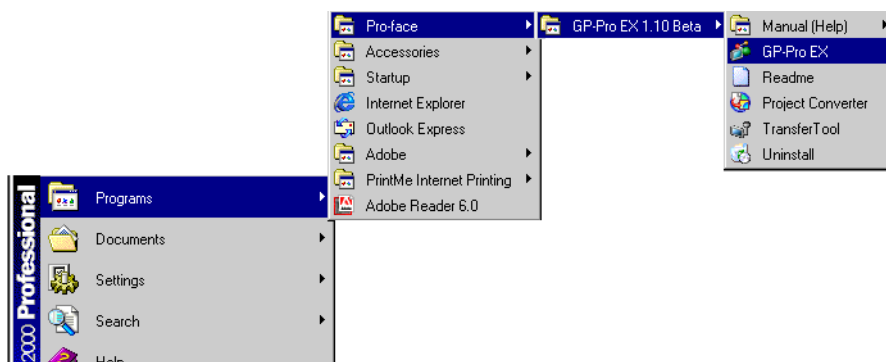 Pro-face
GP-Pro EX 1.10 Beta
Manual (Help)
Accessories
GP-Pro EX
Startup
Readme
Internet Explorer
Project Converter
Outlook Express
TransferTool
Adobe
Uninstall
PrintMe Internet Printing
Adobe Reader 6.0
Programs
Documents
Settings
Search
Help
2000 Professional